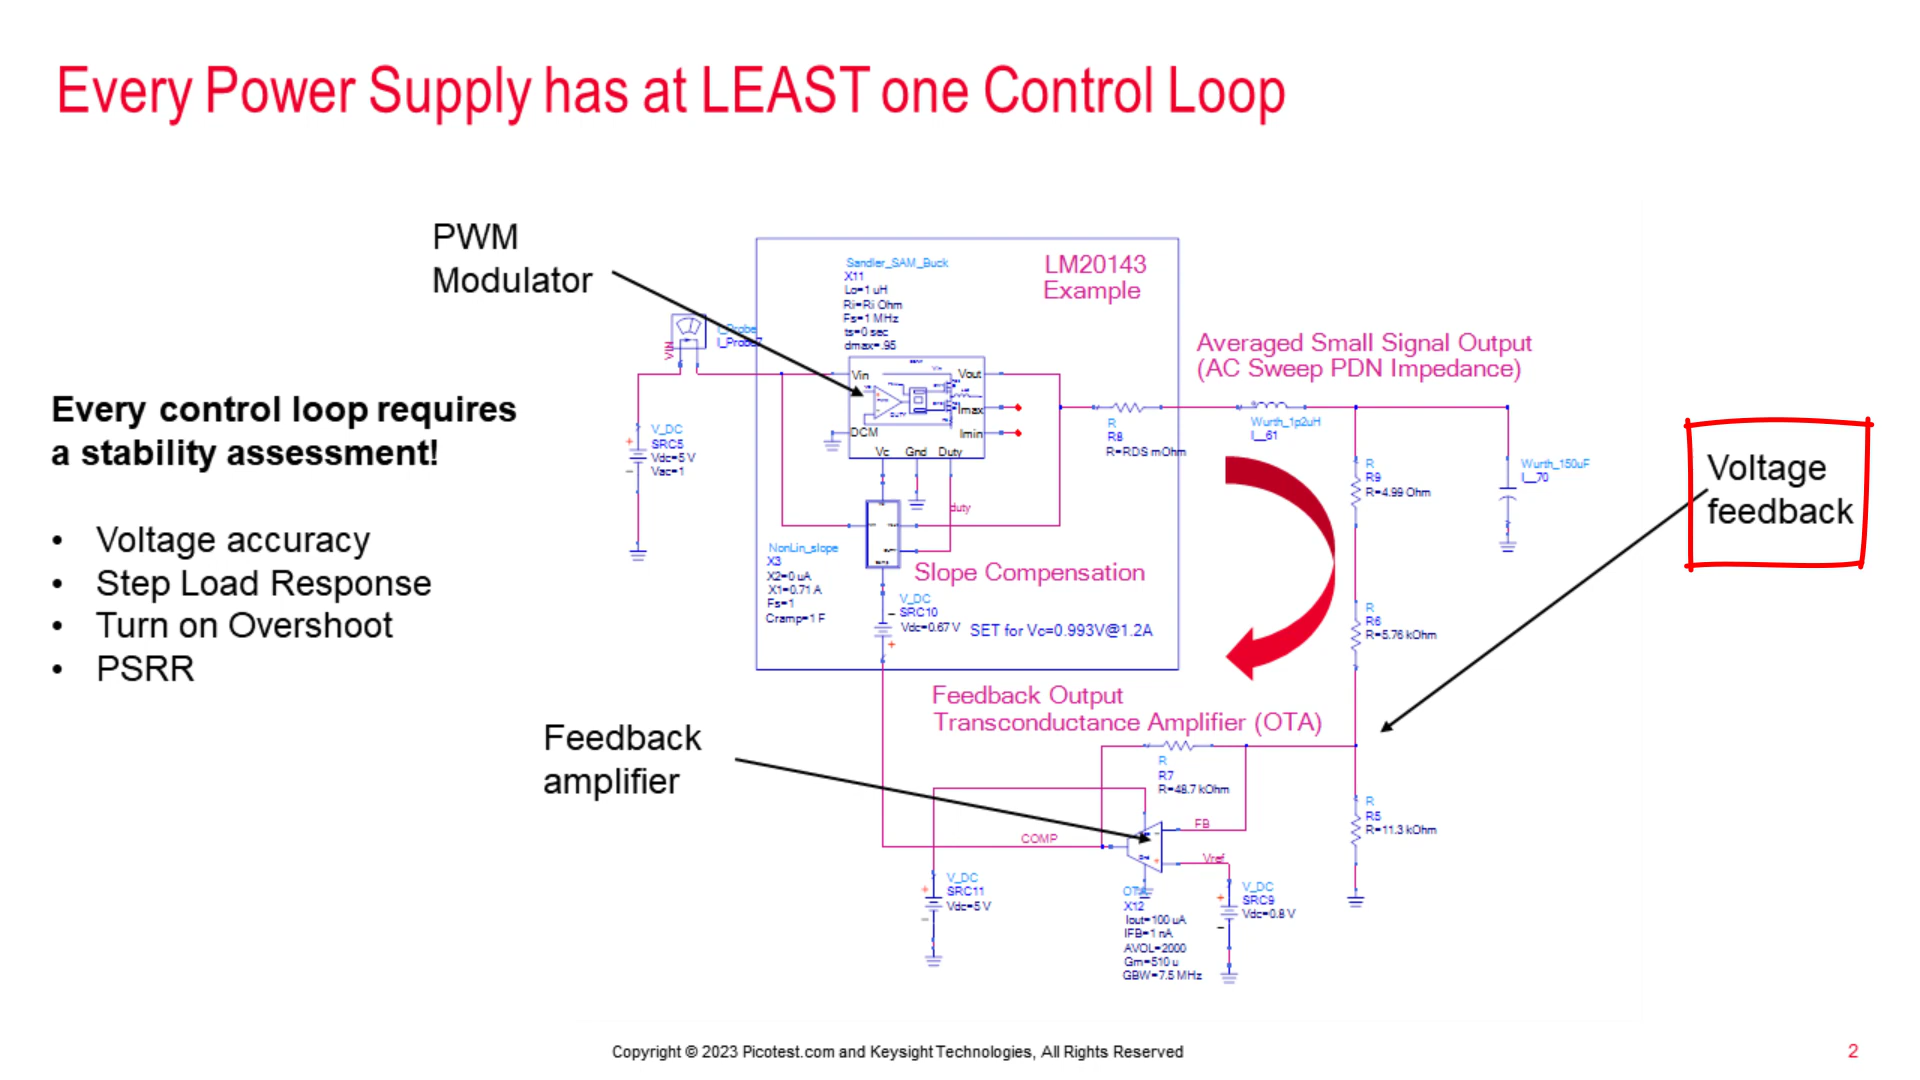 Every Power Supply has at LEAST one Control Loop
PWM
Modulator
Sandler_SAM_Buck
X11
Lo=1 uH
Ri=Ri Ohm
Fs=1 MHz
ts=0 sec
dmax=.95
LM20143
Example
I_Probe
VIN
Averaged Small Signal Output
(AC Sweep PDN Impedance)
Every control loop requires
a stability assessment!
• Voltage accuracy
• Step Load Response
• Turn on Overshoot
• PSRR
V_DC
SRC5
Vdc=5 V
Vac=1
Vin
Vout
Imax
Imin
DCM
Vc Gnd Duty
duty
R
R8
R=RDS mOhm
Wurth_1p2uH
I__61
R
R9
R=4.99 Ohm
Wurth_150uF
I__70
Voltage
feedback
NonLin_slope
X3
X2=0 uA
X1=0.71 A
Fs=1
Cramp=1 F
Slope Compensation
V_DC
SRC10
Vdc=0.67 V
SET for Vc=0.993V@1.2A
R
R6
R=5.76 kOhm
Feedback Output
Transconductance Amplifier (OTA)
Feedback
amplifier
R
R7
R=48.7 kOhm
FB
COMP
Vref
R
R5
R=11.3 kOhm
V_DC
SRC11
Vdc=5 V
OTA
X12
Iout=100 uA
IFB=1 nA
AVOL=2000
Gm=510 u
GBW=7.5 MHz
V_DC
SRC9
Vdc=0.8 V
Copyright © 2023 Picotest.com and Keysight Technologies, All Rights Reserved
2